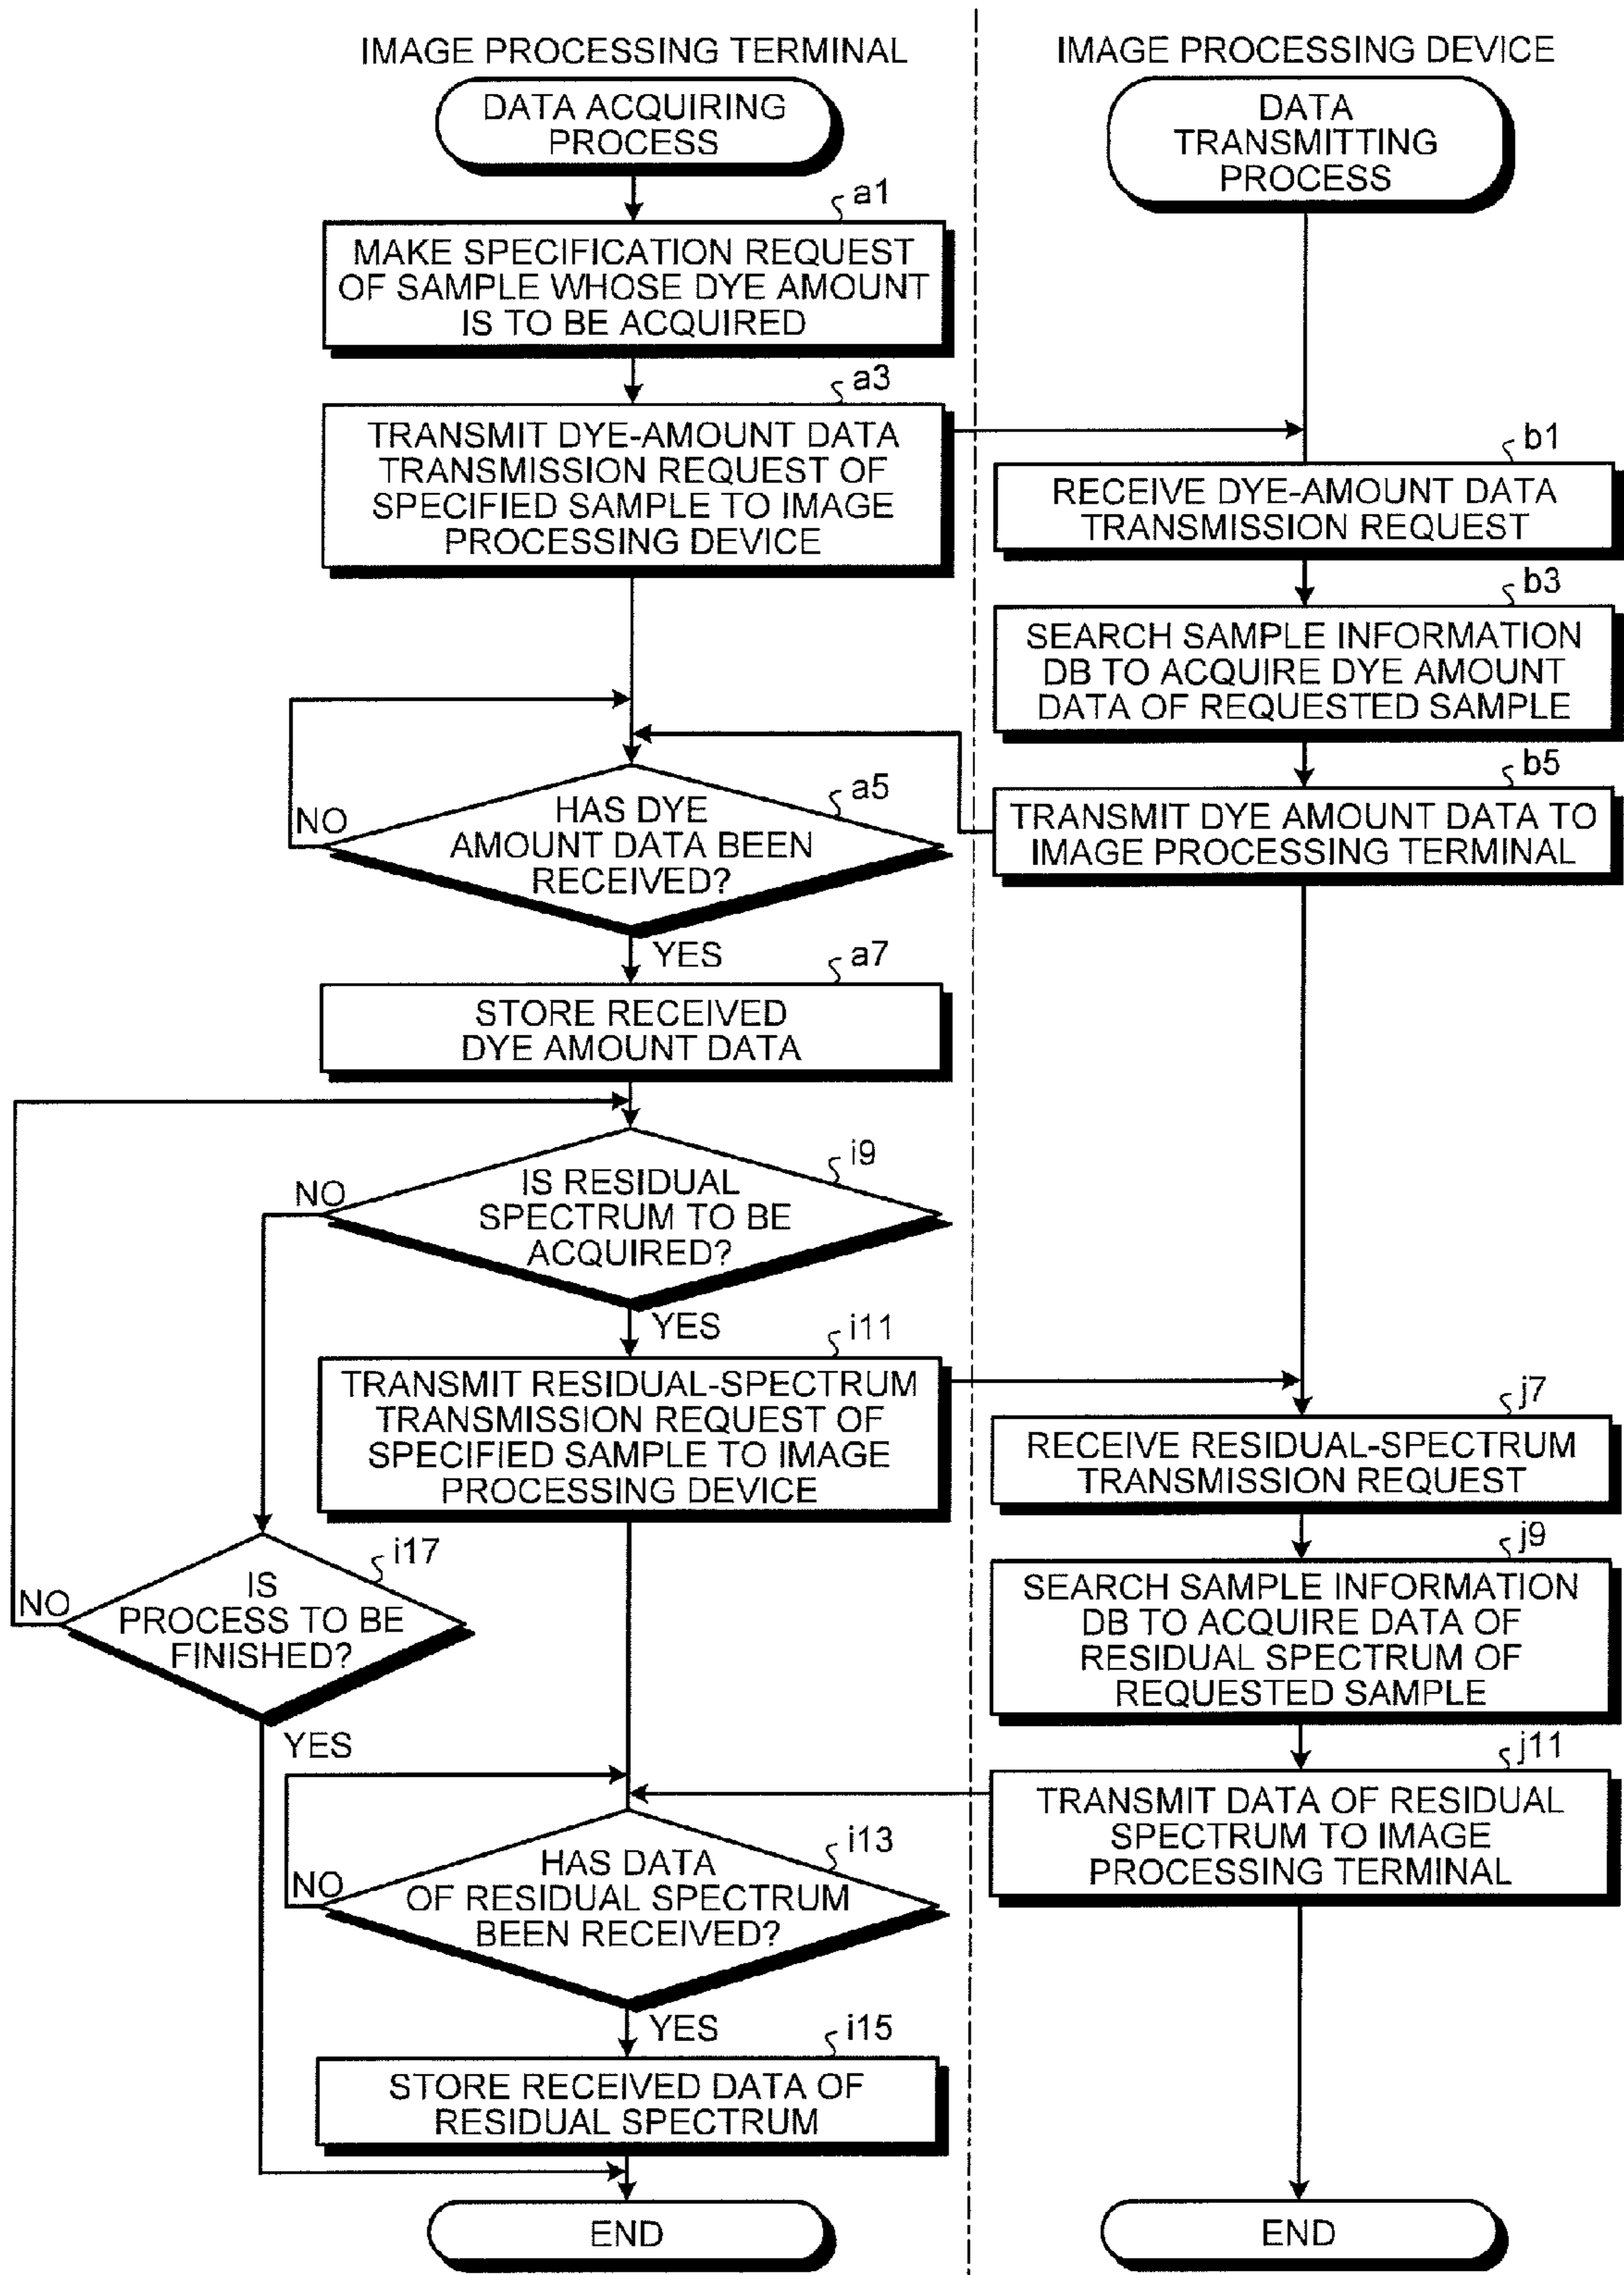 IMAGE PROCESSING TERMINAL
DATA ACQUIRING
PROCESS
a1
MAKE SPECIFICATION REQUEST
OF SAMPLE WHOSE DYE AMOUNT
IS TO BE ACQUIRED
a3
TRANSMIT DYE-AMOUNT DATA
TRANSMISSION REQUEST OF
SPECIFIED SAMPLE TO IMAGE
PROCESSING DEVICE
a5
HAS DYE
AMOUNT DATA BEEN
RECEIVED?
NO
YES
a7
STORE RECEIVED
DYE AMOUNT DATA
i9
IS RESIDUAL
SPECTRUM TO BE
ACQUIRED?
NO
YES
i11
TRANSMIT RESIDUAL-SPECTRUM
TRANSMISSION REQUEST OF
SPECIFIED SAMPLE TO IMAGE
PROCESSING DEVICE
i17
IS
PROCESS TO BE
FINISHED?
NO
YES
i13
HAS DATA
OF RESIDUAL SPECTRUM
BEEN RECEIVED?
NO
YES
i15
STORE RECEIVED DATA OF
RESIDUAL SPECTRUM
END
IMAGE PROCESSING DEVICE
DATA
TRANSMITTING
PROCESS
b1
RECEIVE DYE-AMOUNT DATA
TRANSMISSION REQUEST
b3
SEARCH SAMPLE INFORMATION
DB TO ACQUIRE DYE AMOUNT
DATA OF REQUESTED SAMPLE
b5
TRANSMIT DYE AMOUNT DATA TO
IMAGE PROCESSING TERMINAL
j7
RECEIVE RESIDUAL-SPECTRUM
TRANSMISSION REQUEST
j9
SEARCH SAMPLE INFORMATION
DB TO ACQUIRE DATA OF
RESIDUAL SPECTRUM OF
REQUESTED SAMPLE
j11
TRANSMIT DATA OF RESIDUAL
SPECTRUM TO IMAGE
PROCESSING TERMINAL
END